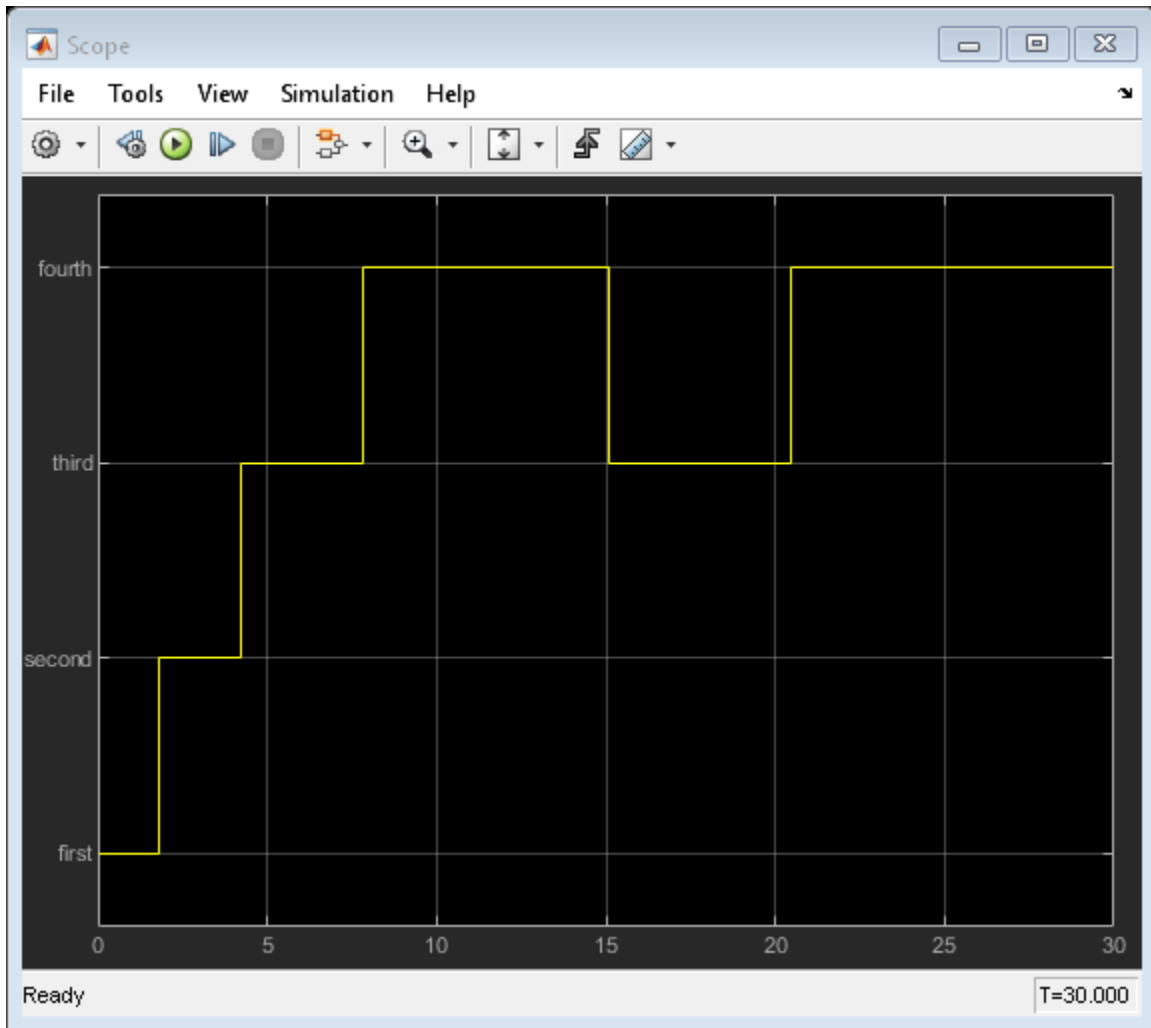 Scope
File Tools View Simulation Help
fourth
third
second
first
0 5 10 15 20 25 30
Ready T=30.000